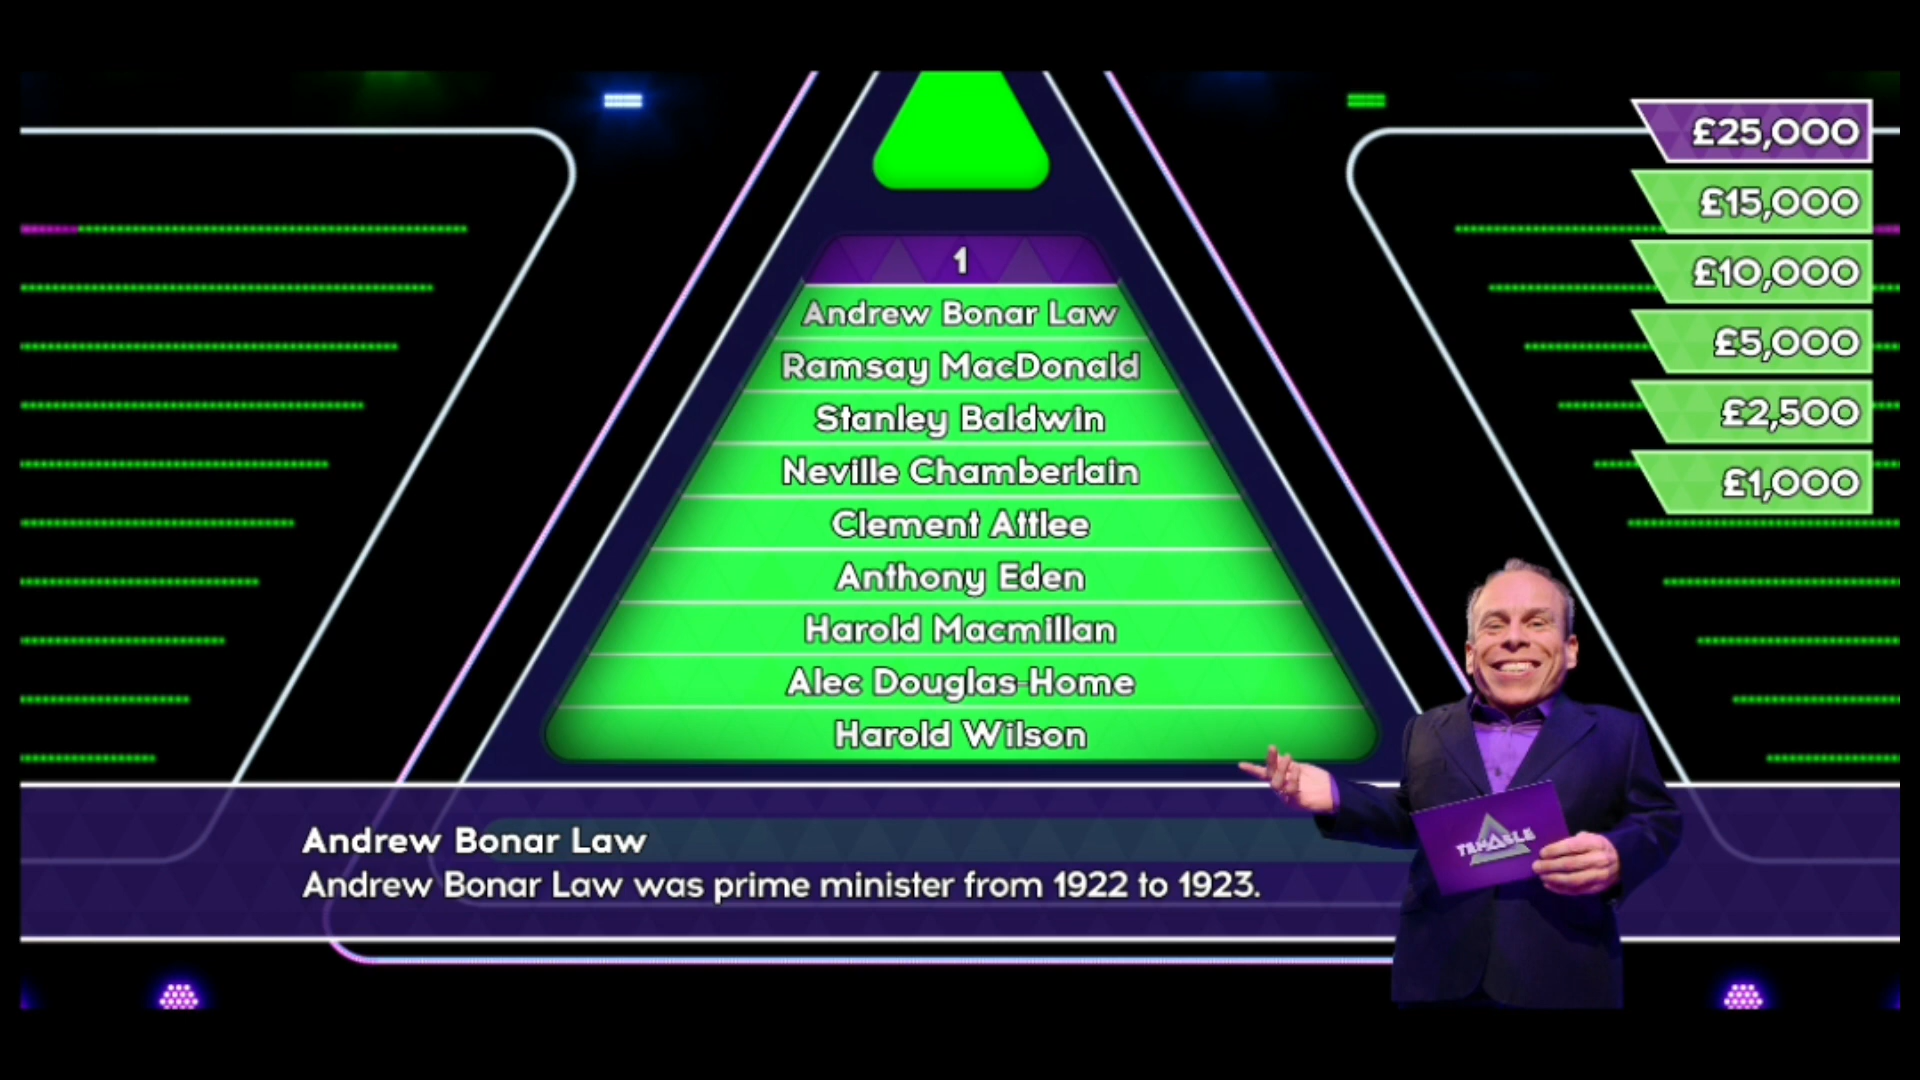 £25,000
£15,000
£10,000
£5,000
£2,500
£1,000
1
Andrew Bonar Law
Ramsay MacDonald
Stanley Baldwin
Neville Chamberlain
Clement Attlee
Anthony Eden
Harold Macmillan
Alec Douglas-Home
Harold Wilson
Andrew Bonar Law
Andrew Bonar Law was prime minister from 1922 to 1923.
TENABLE